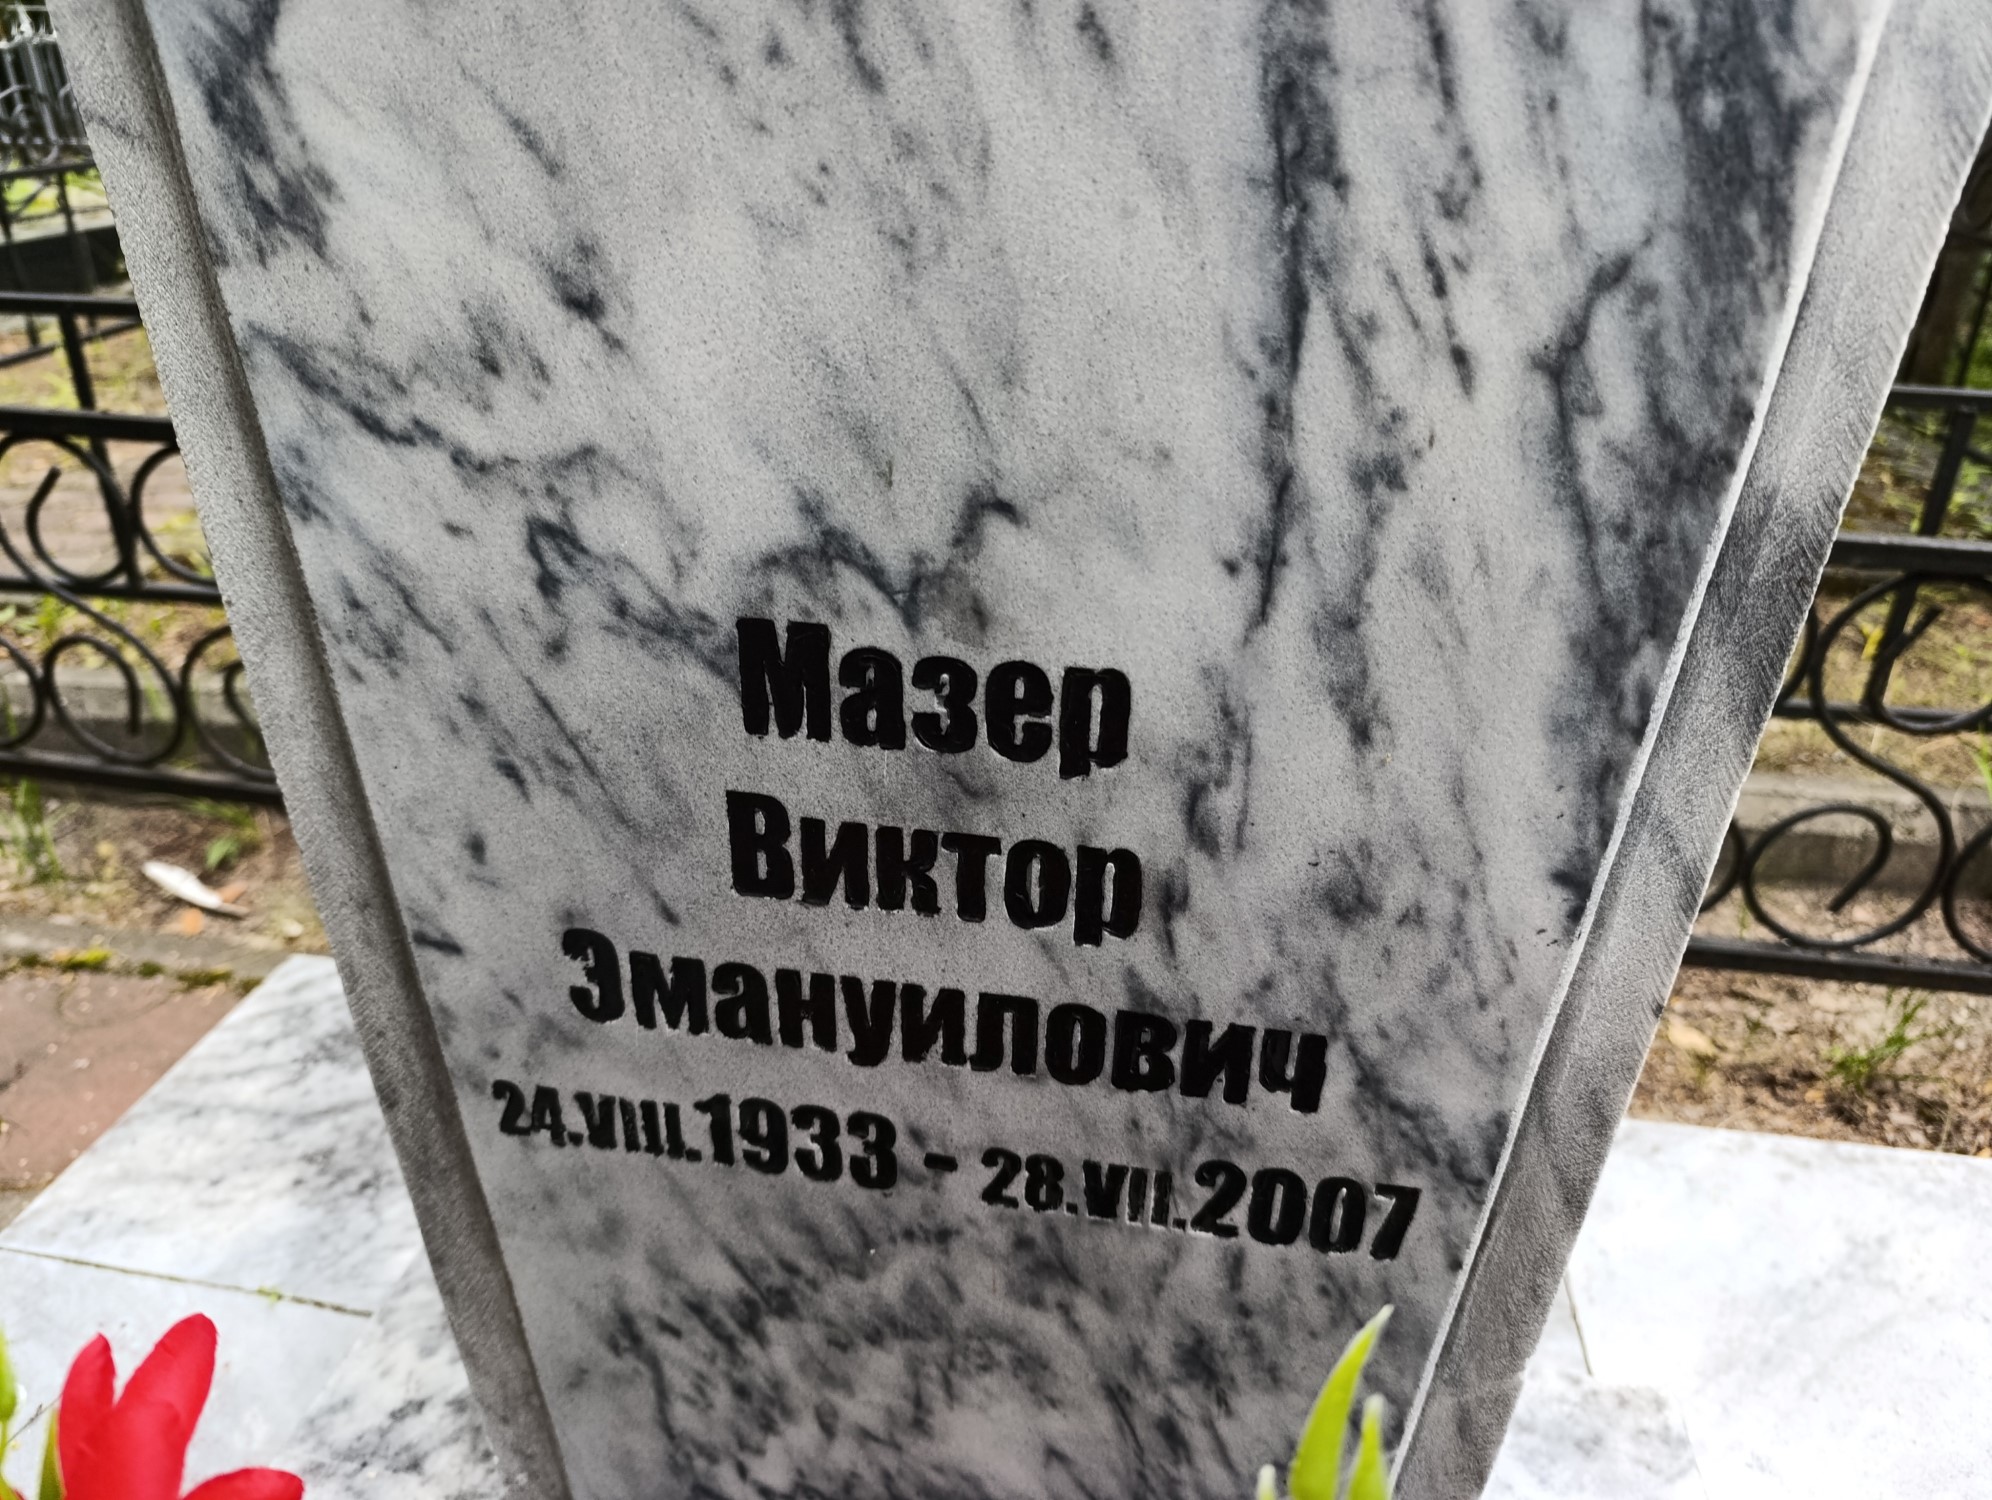 Мазер
Виктор
Эмануилович
24.VIII.1933 - 28.VII.2007